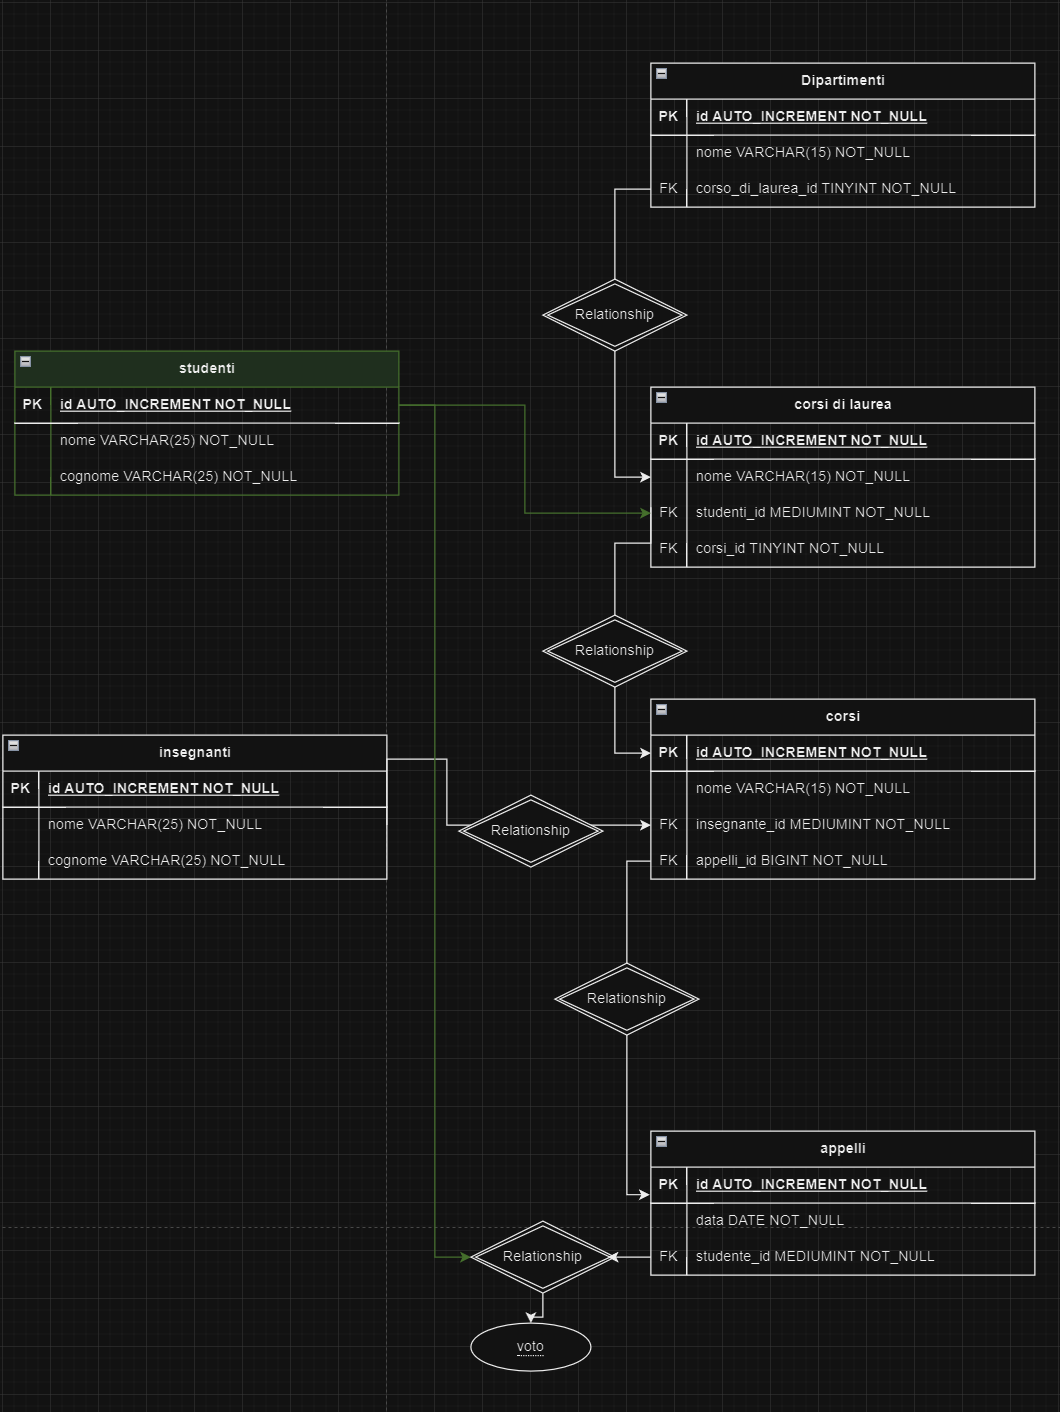 Dipartimenti
PK id AUTO_INCREMENT NOT_NULL
nome VARCHAR(15) NOT_NULL
FK corso_di_laurea_id TINYINT NOT_NULL
Relationship
studenti
PK id AUTO_INCREMENT NOT_NULL
nome VARCHAR(25) NOT_NULL
cognome VARCHAR(25) NOT_NULL
corsi di laurea
PK id AUTO_INCREMENT NOT_NULL
nome VARCHAR(15) NOT_NULL
FK studenti_id MEDIUMINT NOT_NULL
FK corsi_id TINYINT NOT_NULL
Relationship
insegnanti
PK id AUTO_INCREMENT NOT_NULL
nome VARCHAR(25) NOT_NULL
cognome VARCHAR(25) NOT_NULL
Relationship
corsi
PK id AUTO_INCREMENT NOT_NULL
nome VARCHAR(15) NOT_NULL
FK insegnante_id MEDIUMINT NOT_NULL
FK appelli_id BIGINT NOT_NULL
Relationship
appelli
PK id AUTO_INCREMENT NOT_NULL
data DATE NOT_NULL
FK studente_id MEDIUMINT NOT_NULL
Relationship
voto